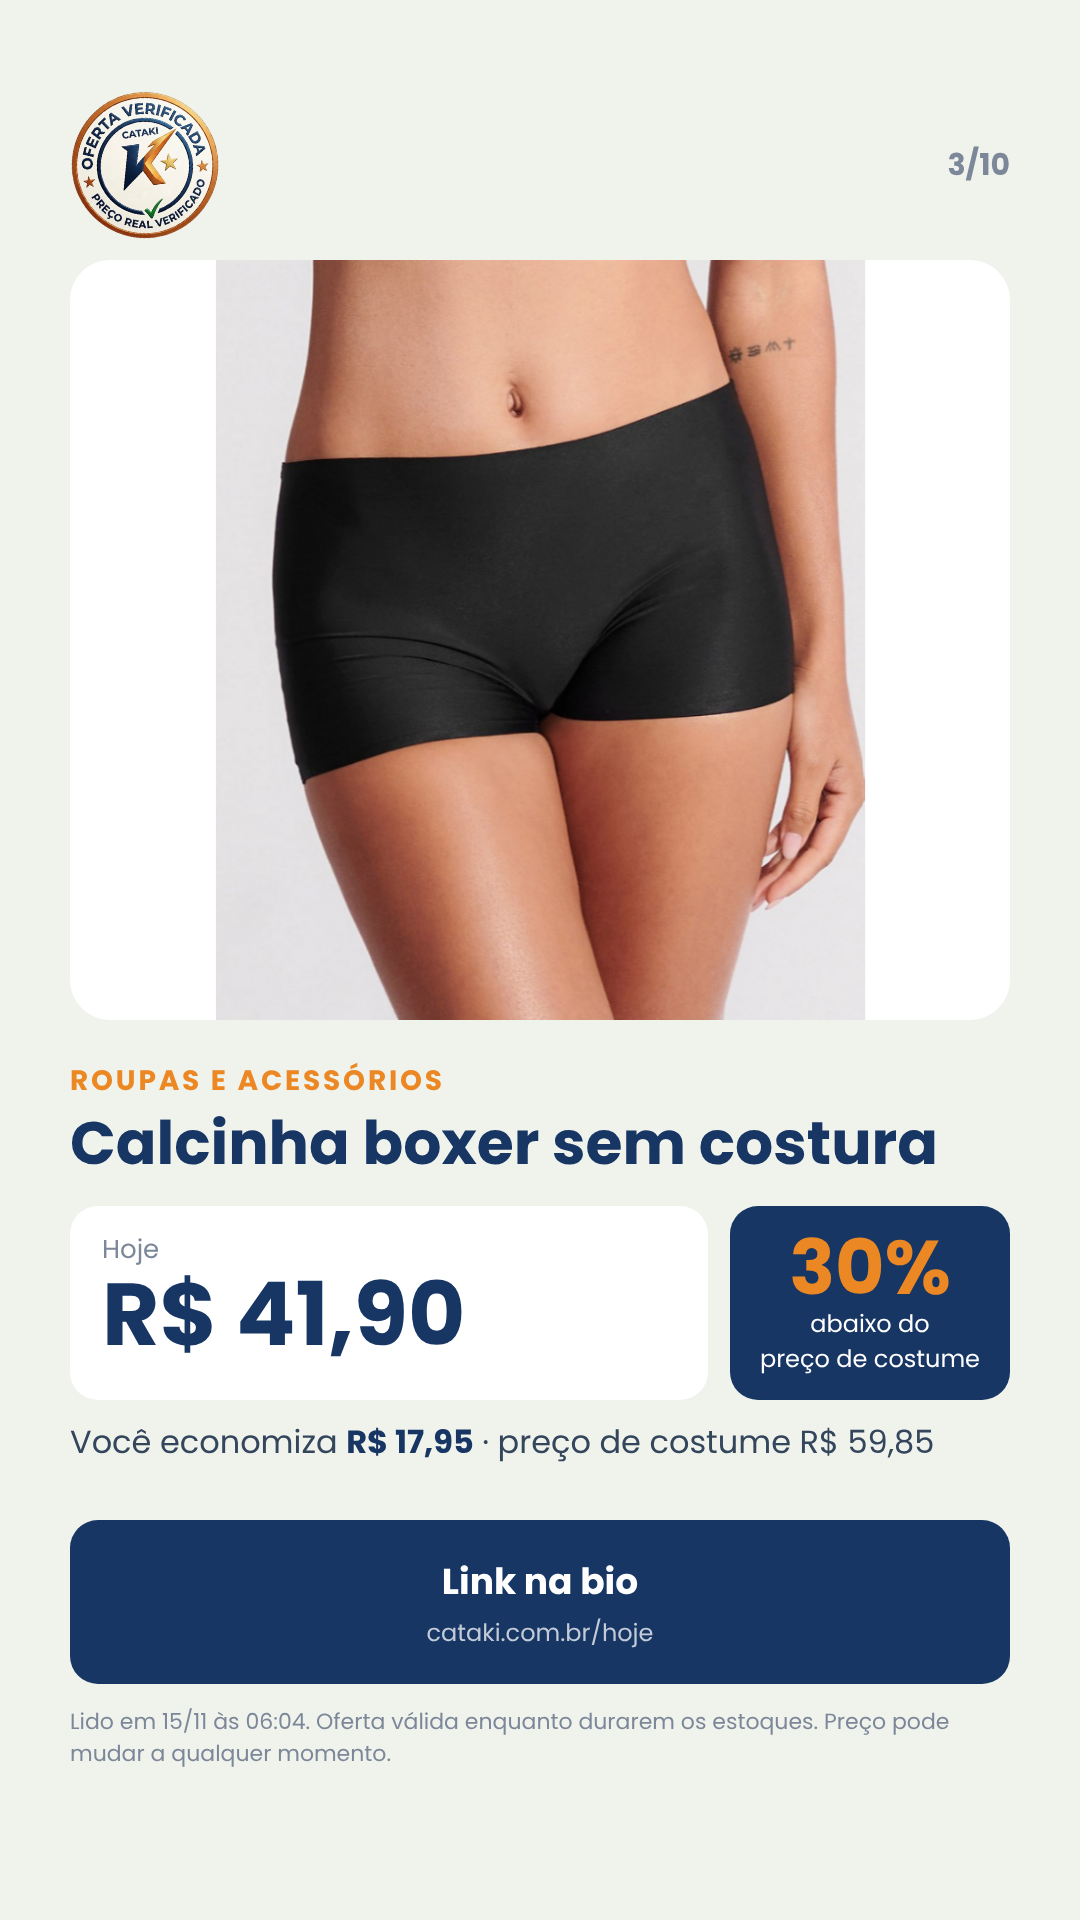 OFERTA VERIFICADA
CATAKI
K
PREÇO REAL VERIFICADO
3/10
ROUPAS E ACESSÓRIOS
Calcinha boxer sem costura
Hoje
R$ 41,90
30%
abaixo do
preço de costume
Você economiza R$ 17,95 · preço de costume R$ 59,85
Link na bio
cataki.com.br/hoje
Lido em 15/11 às 06:04. Oferta válida enquanto durarem os estoques. Preço pode
mudar a qualquer momento.